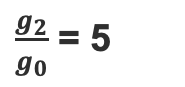 g₂/g₀ = 5